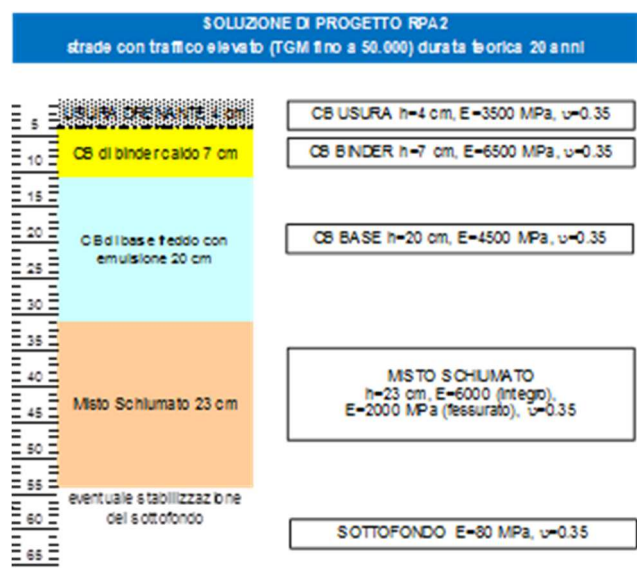 SOLUZIONE DI PROGETTO RPA2
strade con traffico elevato (TGM fino a 50.000) durata teorica 20 anni
USURA DRENANTE 4 cm
CB USURA h=4 cm, E=3500 MPa, υ=0.35
5
CB di binder caldo 7 cm
CB BINDER h=7 cm, E=6500 MPa, υ=0.35
10
15
20
CB di base freddo con
emulsione 20 cm
CB BASE h=20 cm, E=4500 MPa, υ=0.35
25
30
35
40
Misto Schiumato 23 cm
MISTO SCHIUMATO
h=23 cm, E=6000 (integro),
E=2000 MPa (fessurato), υ=0.35
45
50
55
eventuale stabilizzazione
del sottofondo
60
SOTTOFONDO E=80 MPa, υ=0.35
65